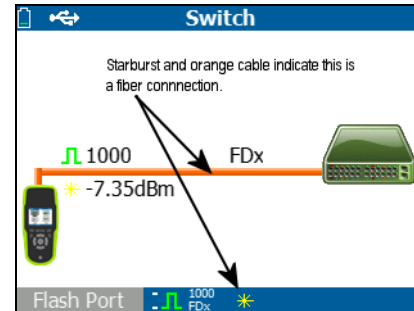 Switch
Starburst and orange cable indicate this is
a fiber connnection.
1000 FDx
-7.35dBm
Flash Port 1000
FDx